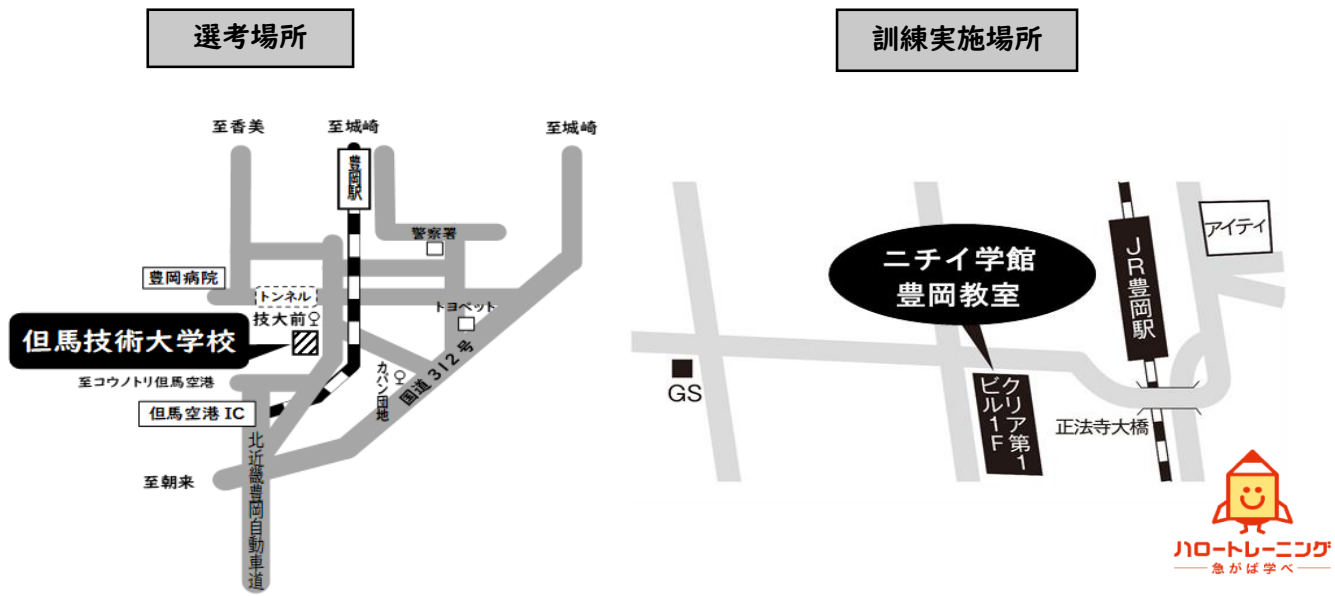 選考場所
至香美
至城崎
至城崎
豊岡駅
警察署
豊岡病院
トンネル
技大前
トヨペット
但馬技術大学校
至コウノトリ但馬空港
カバン団地
国道312号
但馬空港 IC
北近畿豊岡自動車道
至朝来
訓練実施場所
アイティ
ニチイ学館
豊岡教室
JR豊岡駅
GS
クリア第1
ビル1F
正法寺大橋
ハロートレーニング
急がば学べ